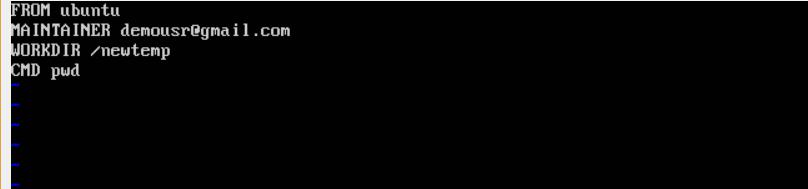 FROM ubuntu
MAINTAINER demousr@gmail.com
WORKDIR /newtemp
CMD pwd
~
~
~
~
~
~